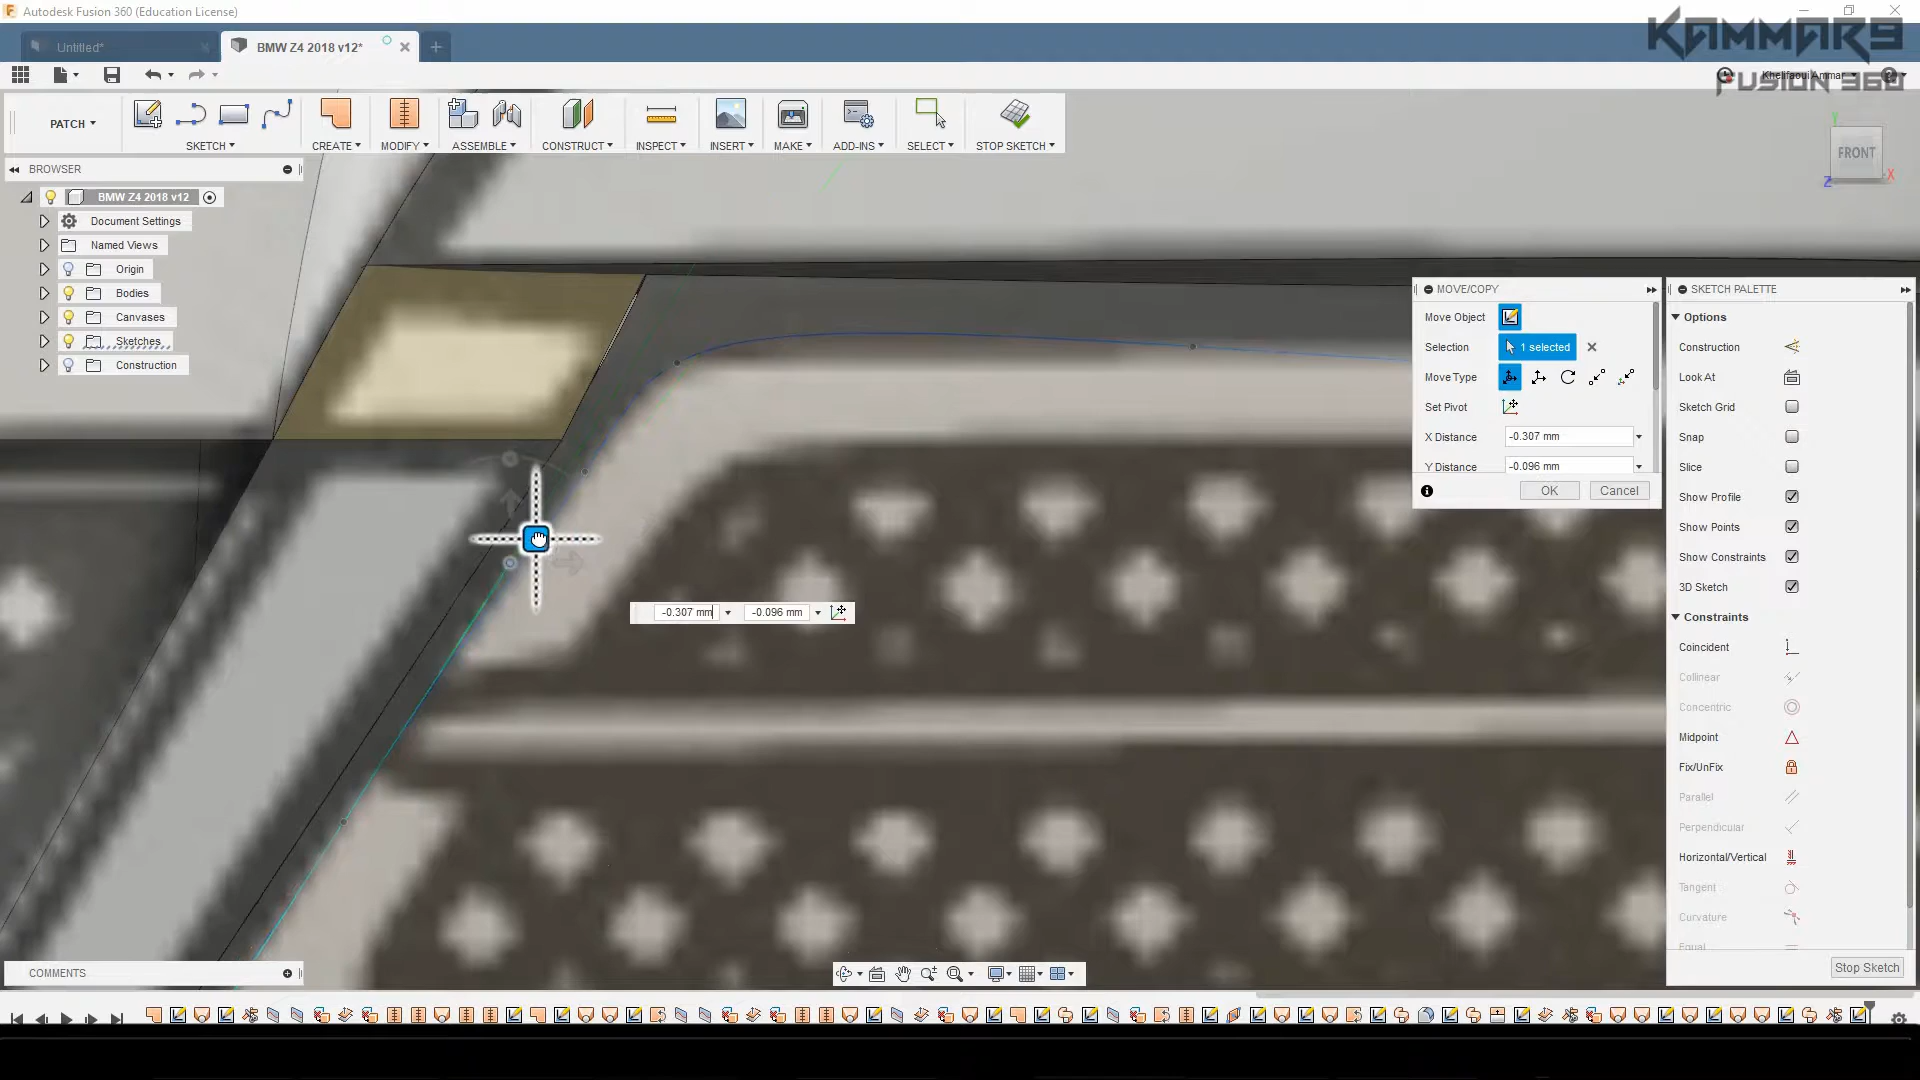 Autodesk Fusion 360 (Education License)
KAMMAR9
FUSION 360
Untitled*
BMW Z4 2018 v12*
Khelifaoui Ammar
PATCH
SKETCH
CREATE
MODIFY
ASSEMBLE
CONSTRUCT
INSPECT
INSERT
MAKE
ADD-INS
SELECT
STOP SKETCH
Y
FRONT
Z
X
BROWSER
BMW Z4 2018 v12
Document Settings
Named Views
Origin
Bodies
Canvases
Sketches
Construction
MOVE/COPY
Move Object
Selection
1 selected
Move Type
Set Pivot
X Distance
-0.307 mm
Y Distance
-0.096 mm
OK
Cancel
-0.307 mm
-0.096 mm
SKETCH PALETTE
Options
Construction
Look At
Sketch Grid
Snap
Slice
Show Profile
Show Points
Show Constraints
3D Sketch
Constraints
Coincident
Collinear
Concentric
Midpoint
Fix/UnFix
Parallel
Perpendicular
Horizontal/Vertical
Tangent
Curvature
Equal
Stop Sketch
COMMENTS